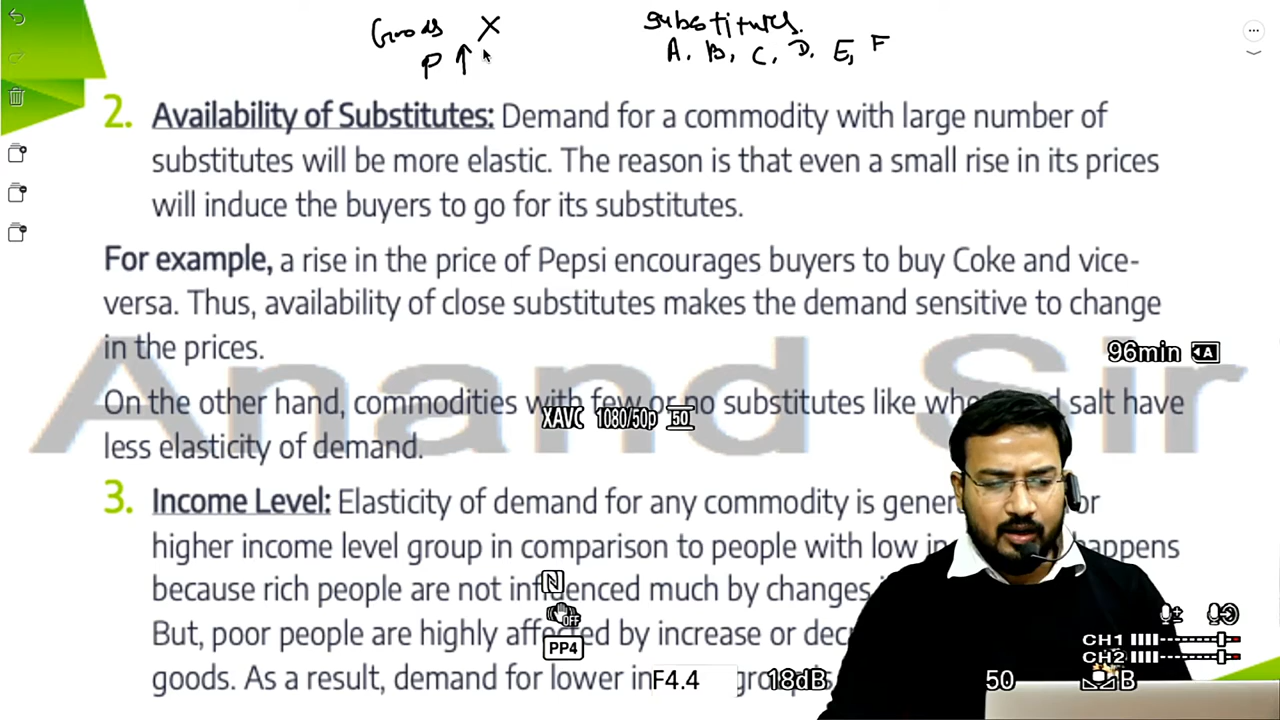 Goods X substitutes.
P ↑ A. B, C. D. E, F
2. Availability of Substitutes: Demand for a commodity with large number of
substitutes will be more elastic. The reason is that even a small rise in its prices
will induce the buyers to go for its substitutes.
For example, a rise in the price of Pepsi encourages buyers to buy Coke and vice-
versa. Thus, availability of close substitutes makes the demand sensitive to change
in the prices.
Anand Sir
96min A
On the other hand, commodities with few or no substitutes like salt have
XAVC 1080/50p 50
less elasticity of demand.
3. Income Level: Elasticity of demand for any commodity is
higher income level group in comparison to people with low happens
because rich people are not influenced much by changes
N
OFF
But, poor people are highly affected by increase or
PP4
CH1
CH2
goods. As a result, demand for lower
F4.4 18dB 50 B